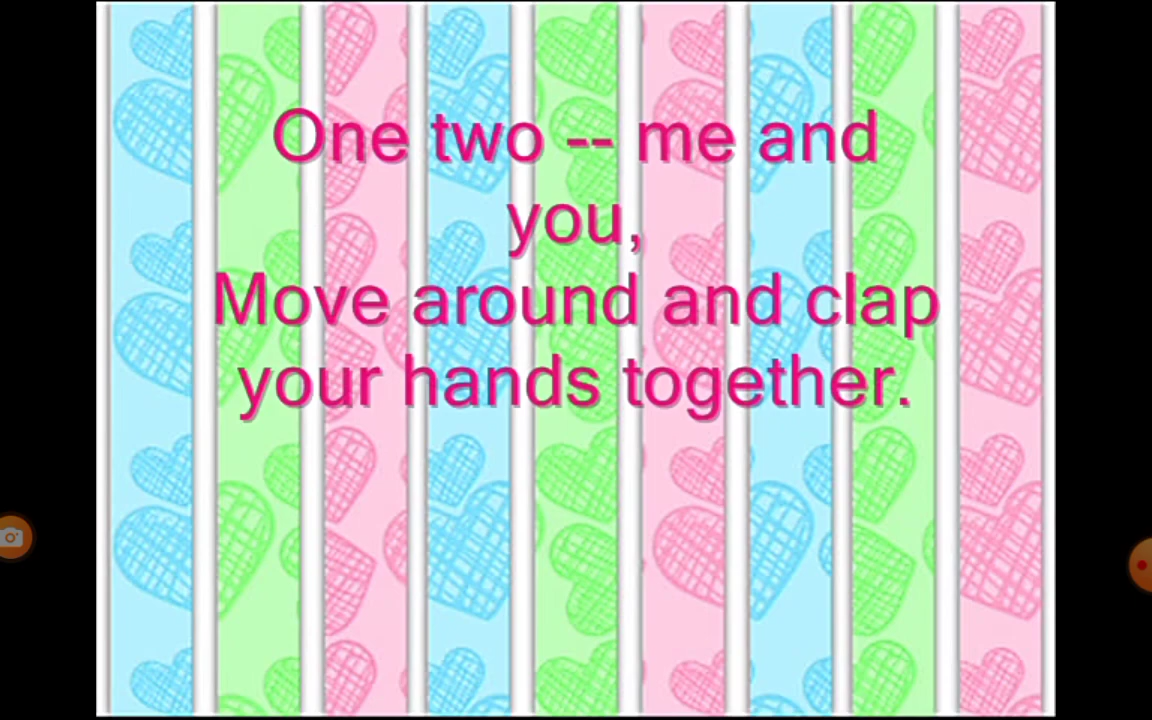 One two -- me and
you,
Move around and clap
your hands together.